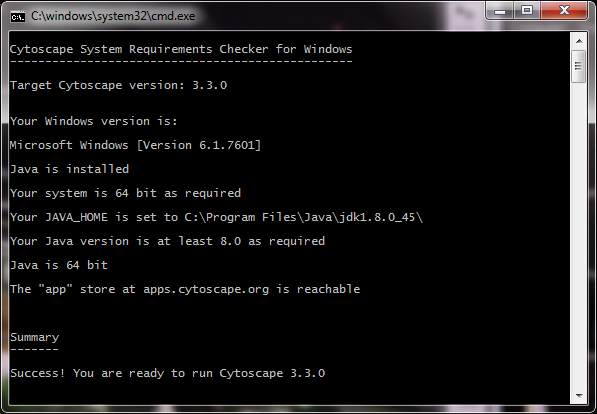 C:\windows\system32\cmd.exe
Cytoscape System Requirements Checker for Windows
-------------------------------------------------
Target Cytoscape version: 3.3.0
Your Windows version is:
Microsoft Windows [Version 6.1.7601]
Java is installed
Your system is 64 bit as required
Your JAVA_HOME is set to C:\Program Files\Java\jdk1.8.0_45\
Your Java version is at least 8.0 as required
Java is 64 bit
The "app" store at apps.cytoscape.org is reachable
Summary
-------
Success! You are ready to run Cytoscape 3.3.0